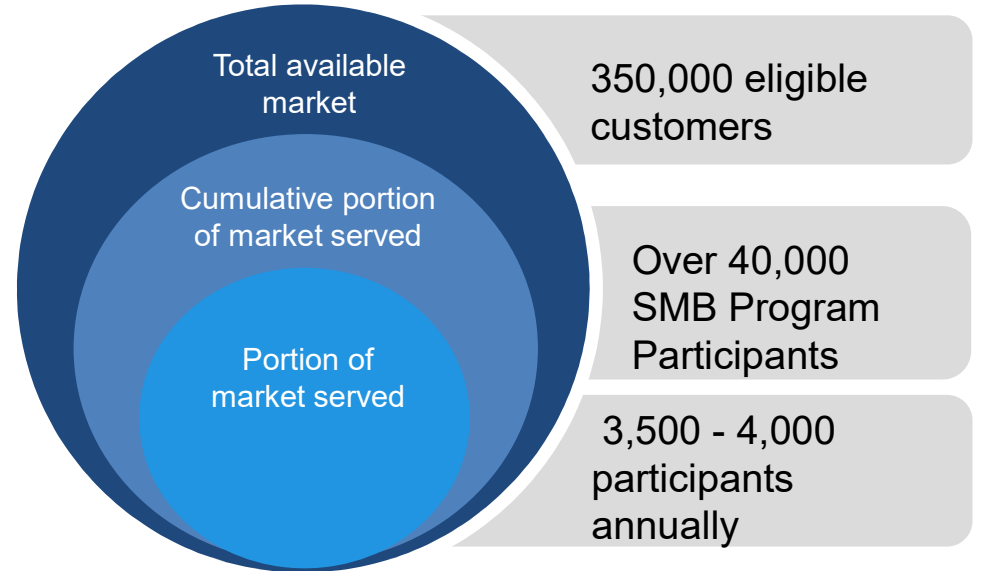 Total available
market
350,000 eligible
customers
Cumulative portion
of market served
Over 40,000
SMB Program
Participants
Portion of
market served
3,500 - 4,000
participants
annually